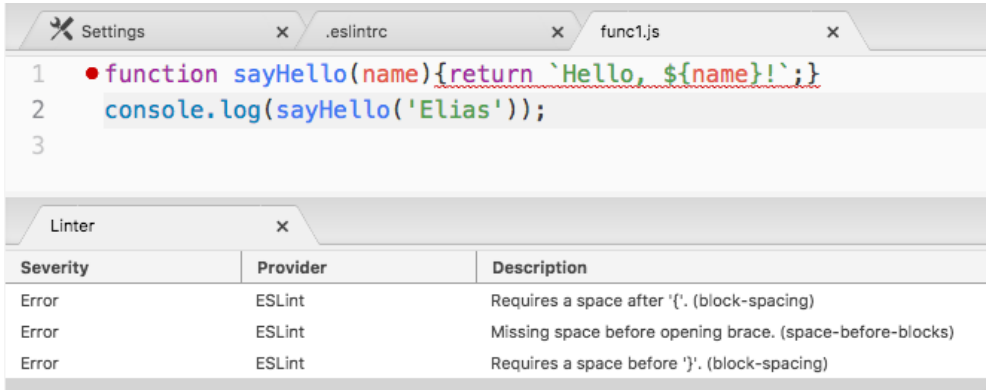 Settings × .eslintrc × func1.js ×
1 function sayHello(name){return `Hello, ${name}!`;}
2 console.log(sayHello('Elias'));
3
Linter ×
Severity Provider Description
Error ESLint Requires a space after '{'. (block-spacing)
Error ESLint Missing space before opening brace. (space-before-blocks)
Error ESLint Requires a space before '}'. (block-spacing)